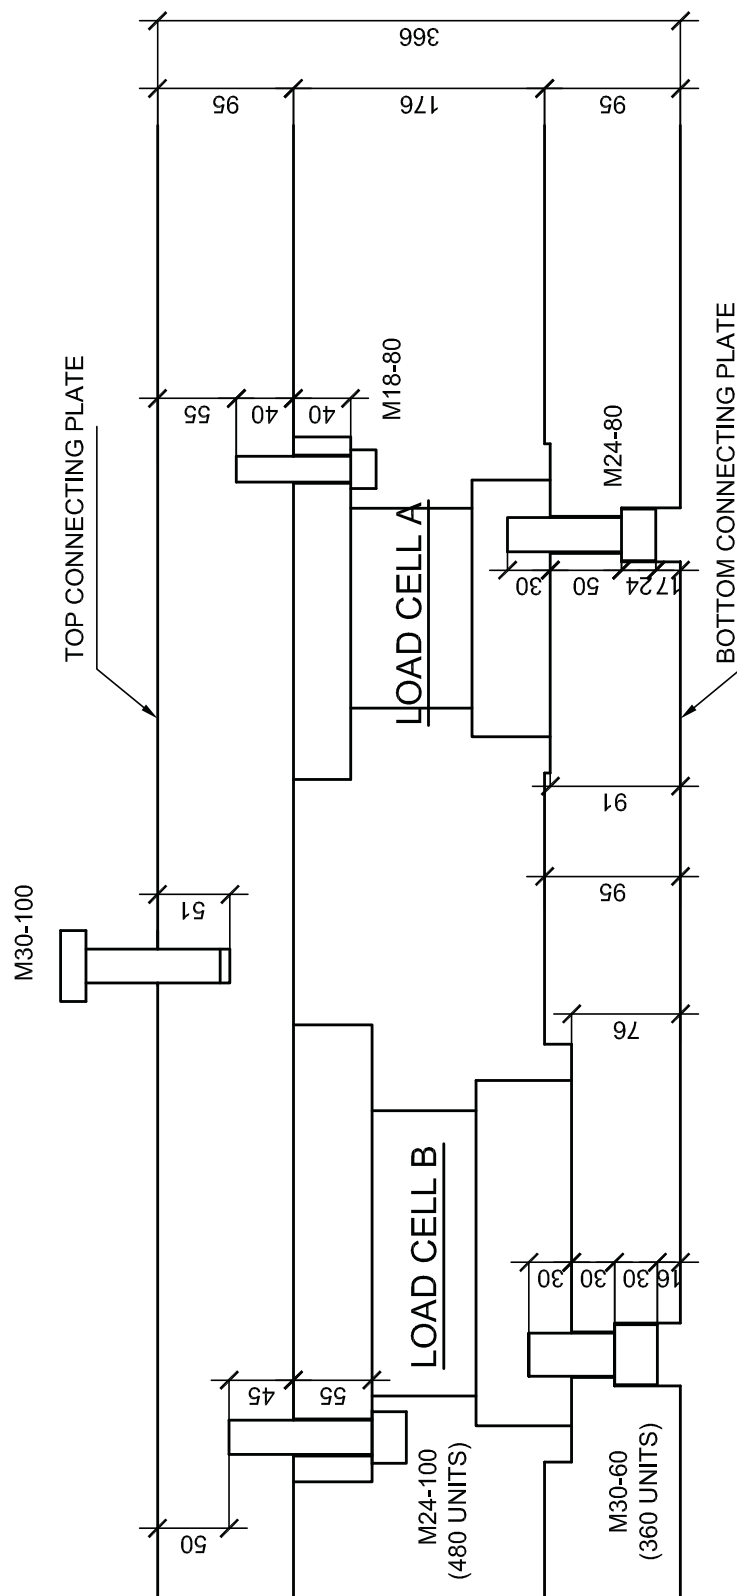 366
95
176
95
TOP CONNECTING PLATE
55
40
40
M18-80
LOAD CELL A
M24-80
30
50
24
17
BOTTOM CONNECTING PLATE
91
95
M30-100
51
76
LOAD CELL B
30
30
30
16
45
55
50
M24-100
(480 UNITS)
M30-60
(360 UNITS)